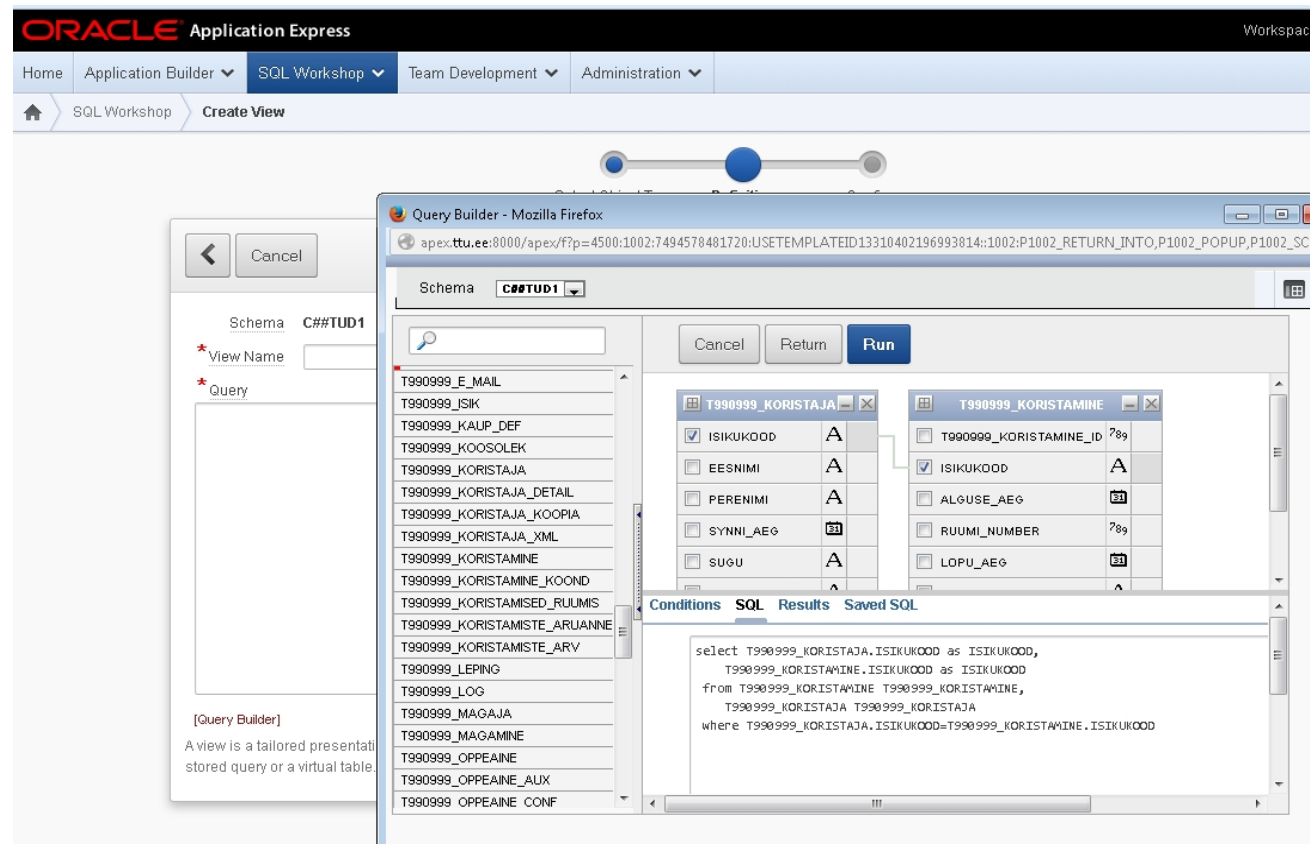 ORACLE Application Express
Workspac
Home Application Builder SQL Workshop Team Development Administration
SQL Workshop Create View
Query Builder - Mozilla Firefox
apex.ttu.ee:8000/apex/f?p=4500:1002:7494578481720:USETEMPLATEID13310402196993814::1002:P1002_RETURN_INTO,P1002_POPUP,P1002_SC
Cancel
Schema C##TUD1
* View Name
* Query
[Query Builder]
A view is a tailored presentati
stored query or a virtual table.
Schema C##TUD1
T990999_E_MAIL
T990999_ISIK
T990999_KAUP_DEF
T990999_KOOSOLEK
T990999_KORISTAJA
T990999_KORISTAJA_DETAIL
T990999_KORISTAJA_KOOPIA
T990999_KORISTAJA_XML
T990999_KORISTAMINE
T990999_KORISTAMINE_KOOND
T990999_KORISTAMISED_RUUMIS
T990999_KORISTAMISTE_ARUANNE
T990999_KORISTAMISTE_ARV
T990999_LEPING
T990999_LOG
T990999_MAGAJA
T990999_MAGAMINE
T990999_OPPEAINE
T990999_OPPEAINE_AUX
T990999_OPPEAINE_CONF
Cancel Return Run
T990999_KORISTAJA
ISIKUKOOD A
EESNIMI A
PERENIMI A
SYNNI_AEG 31
SUGU A
T990999_KORISTAMINE
T990999_KORISTAMINE_ID 789
ISIKUKOOD A
ALGUSE_AEG 31
RUUMI_NUMBER 789
LOPU_AEG 31
Conditions SQL Results Saved SQL
select T990999_KORISTAJA.ISIKUKOOD as ISIKUKOOD,
T990999_KORISTAMINE.ISIKUKOOD as ISIKUKOOD
from T990999_KORISTAMINE T990999_KORISTAMINE,
T990999_KORISTAJA T990999_KORISTAJA
where T990999_KORISTAJA.ISIKUKOOD=T990999_KORISTAMINE.ISIKUKOOD